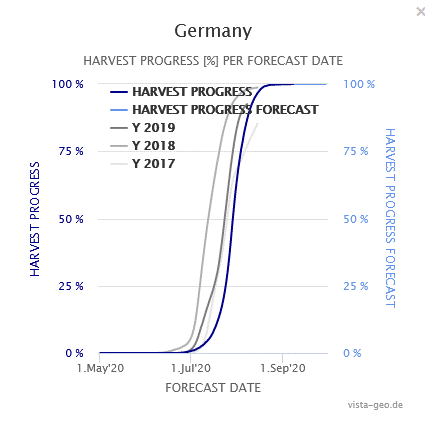 ×
Germany
HARVEST PROGRESS [%] PER FORECAST DATE
100 %
100 %
HARVEST PROGRESS
HARVEST PROGRESS FORECAST
Y 2019
Y 2018
Y 2017
75 %
75 %
50 %
50 %
25 %
25 %
0 %
0 %
HARVEST PROGRESS
HARVEST PROGRESS FORECAST
1.May'20
1.Jul'20
1.Sep'20
FORECAST DATE
vista-geo.de